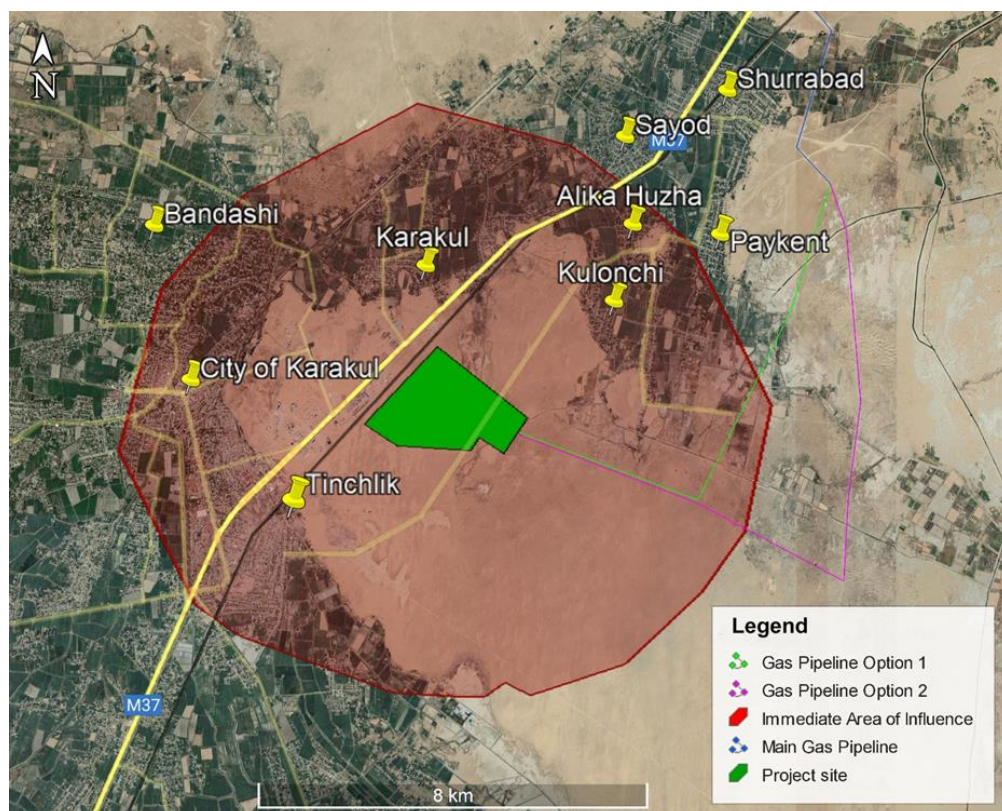 N
Shurrabad
Sayod
M37
Bandashi
Alika Huzha
Karakul
Paykent
Kulonchi
City of Karakul
Tinchlik
M37
Legend
Gas Pipeline Option 1
Gas Pipeline Option 2
Immediate Area of Influence
Main Gas Pipeline
Project site
8 km